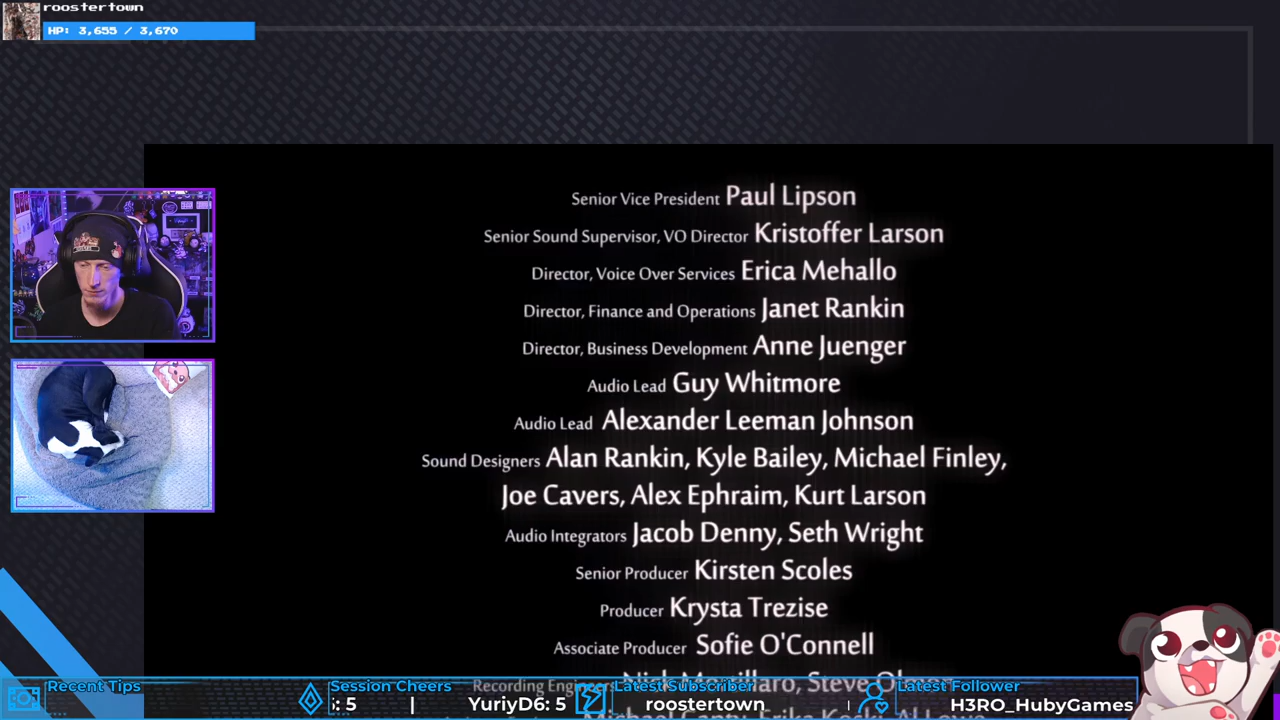 roostertown
HP: 3,655 / 3,670
Senior Vice President Paul Lipson
Senior Sound Supervisor, VO Director Kristoffer Larson
Director, Voice Over Services Erica Mehallo
Director, Finance and Operations Janet Rankin
Director, Business Development Anne Juenger
Audio Lead Guy Whitmore
Audio Lead Alexander Leeman Johnson
Sound Designers Alan Rankin, Kyle Bailey, Michael Finley,
Joe Cavers, Alex Ephraim, Kurt Larson
Audio Integrators Jacob Denny, Seth Wright
Senior Producer Kirsten Scoles
Producer Krysta Trezise
Associate Producer Sofie O'Connell
Recording Engineers Steve
Recent Tips
Session Cheers
: 5 | YuriyD6: 5
Latest Subscriber
roostertown
Latest Follower
H3RO_HubyGames